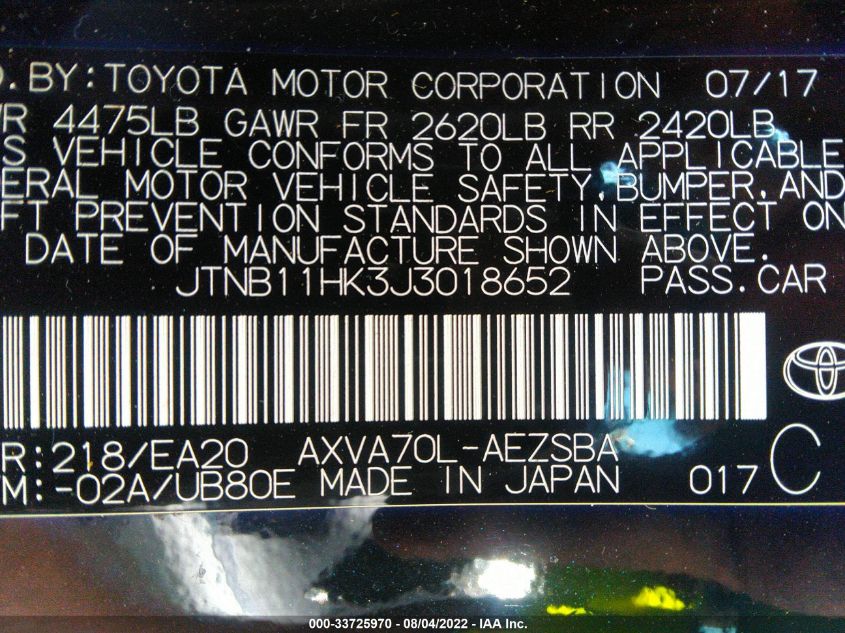 BY: TOYOTA MOTOR CORPORATION 07/17
4475LB GAWR FR 2620LB RR 2420LB
VEHICLE CONFORMS TO ALL APPLICABLE
ERAL MOTOR VEHICLE SAFETY, BUMPER, AND
FT PREVENTION STANDARDS IN EFFECT ON
DATE OF MANUFACTURE SHOWN ABOVE.
JTNB11HK3J3018652 PASS.CAR
R:218/EA20 AXVA70L-AEZSBA C
M:-02A/UB80E MADE IN JAPAN 017
000-33725970 - 08/04/2022 - IAA Inc.